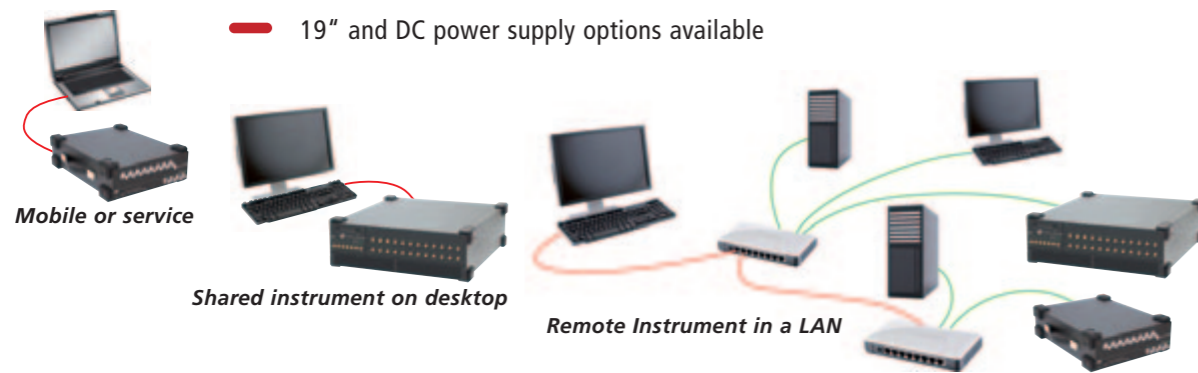 19" and DC power supply options available
Mobile or service
Shared instrument on desktop
Remote Instrument in a LAN